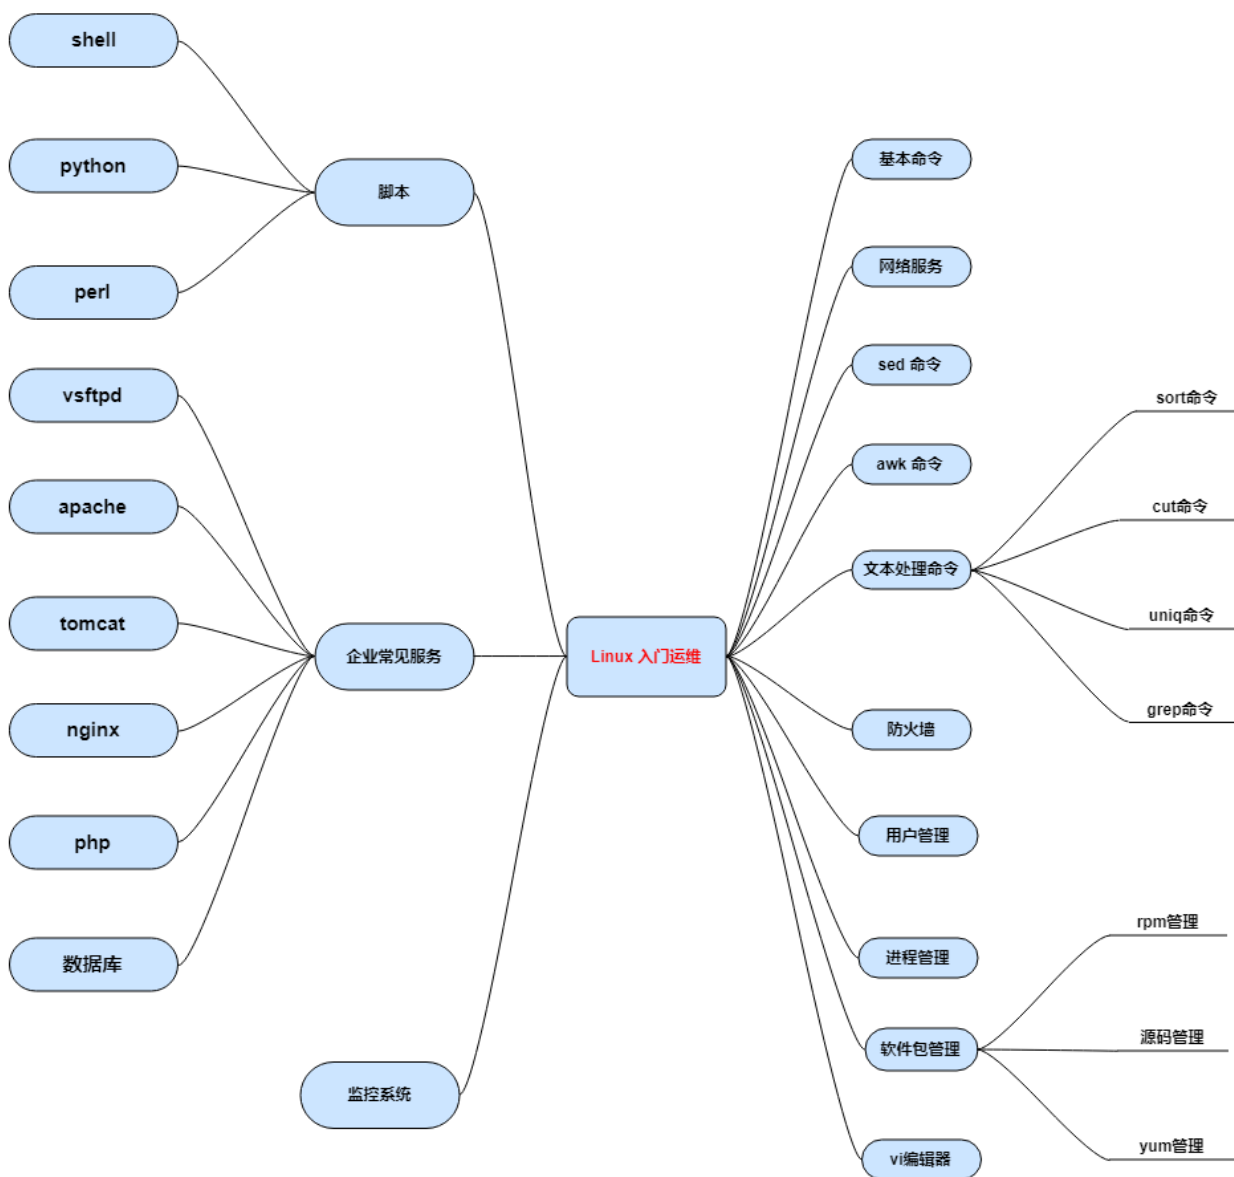 shell
python
perl
脚本
vsftpd
apache
tomcat
nginx
php
数据库
企业常见服务
监控系统
Linux 入门运维
基本命令
网络服务
sed 命令
awk 命令
文本处理命令
sort命令
cut命令
uniq命令
grep命令
防火墙
用户管理
进程管理
软件包管理
rpm管理
源码管理
yum管理
vi编辑器